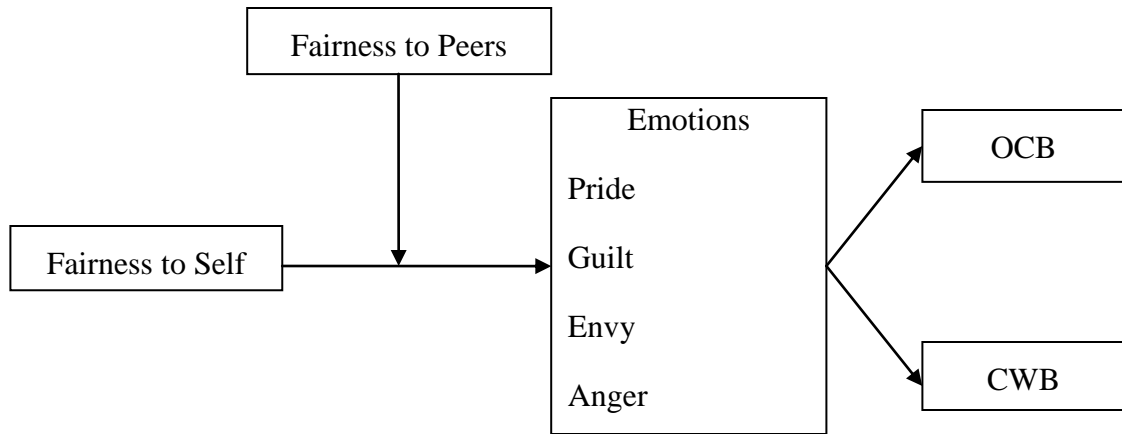 Fairness to Peers
Emotions
Pride
Guilt
Envy
Anger
Fairness to Self
OCB
CWB